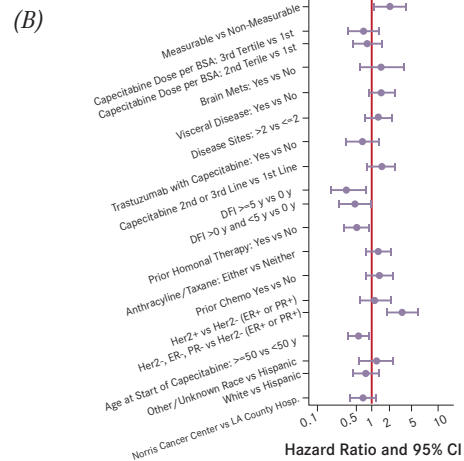 (B)
Measurable vs Non-Measurable
Capecitabine Dose per BSA: 3rd Tertile vs 1st
Capecitabine Dose per BSA: 2nd Terile vs 1st
Brain Mets: Yes vs No
Visceral Disease: Yes vs No
Disease Sites: >2 vs <=2
Trastuzumab with Capecitabine: Yes vs No
Capecitabine 2nd or 3rd Line vs 1st Line
DFI >=5 y vs 0 y
DFI >0 y and <5 y vs 0 y
Prior Homonal Therapy: Yes vs No
Anthracyline/Taxane: Either vs Neither
Prior Chemo Yes vs No
Her2+ vs Her2- (ER+ or PR+)
Her2-, ER-, PR- vs Her2- (ER+ or PR+)
Age at Start of Capecitabine: >=50 vs <50 y
Other/Unknown Race vs Hispanic
White vs Hispanic
Norris Cancer Center vs LA County Hosp.
0.1 0.5 1 2 5 10
Hazard Ratio and 95% CI